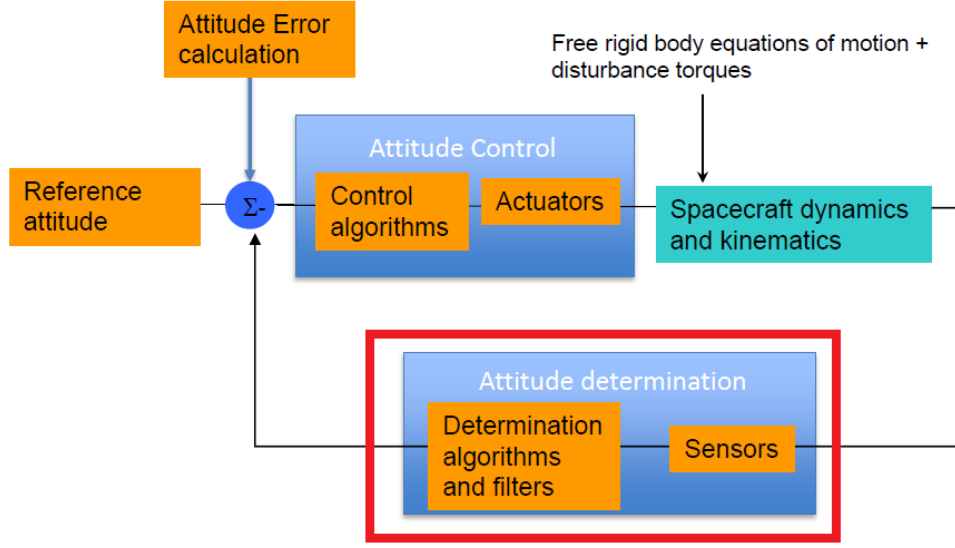 Attitude Error
calculation
Free rigid body equations of motion +
disturbance torques
Attitude Control
Reference
attitude
Σ-
Control
algorithms
Actuators
Spacecraft dynamics
and kinematics
Attitude determination
Determination
algorithms
and filters
Sensors